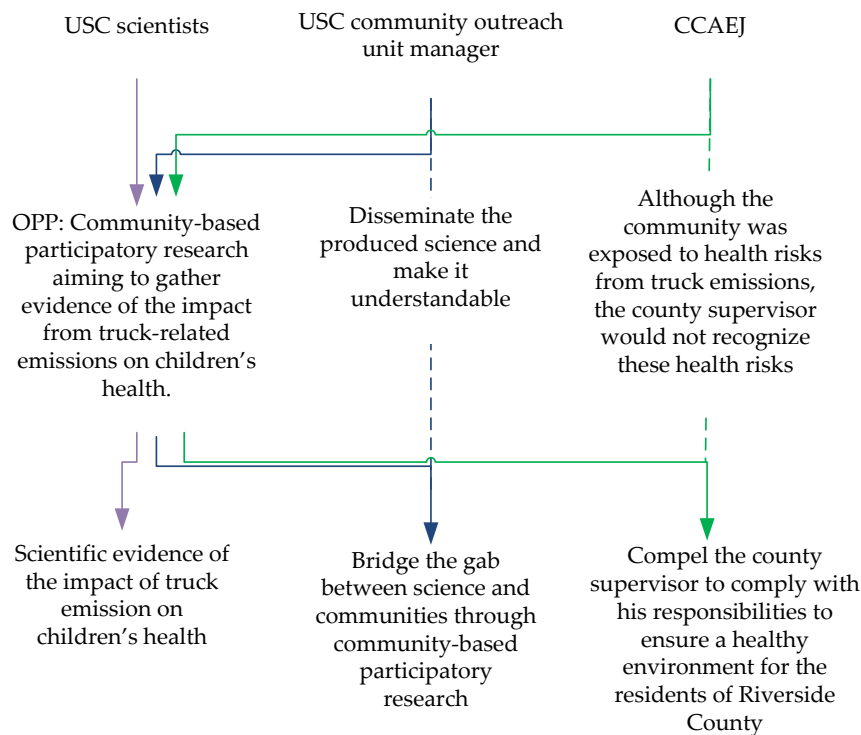 USC scientists
USC community outreach
unit manager
CCAEJ
OPP: Community-based
participatory research
aiming to gather
evidence of the impact
from truck-related
emissions on children’s
health.
Disseminate the
produced science and
make it
understandable
Although the
community was
exposed to health risks
from truck emissions,
the county supervisor
would not recognize
these health risks
Scientific evidence of
the impact of truck
emission on
children’s health
Bridge the gab
between science and
communities through
community-based
participatory
research
Compel the county
supervisor to comply with
his responsibilities to
ensure a healthy
environment for the
residents of Riverside
County